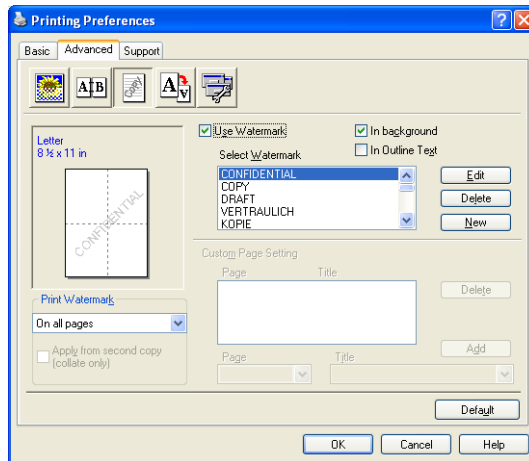 Printing Preferences
Basic Advanced Support
A B
COPY
A A
Letter
8 ½ x 11 in
CONFIDENTIAL
Use Watermark
In background
In Outline Text
Select Watermark
CONFIDENTIAL
COPY
DRAFT
VERTRAULICH
KOPIE
Edit
Delete
New
Print Watermark
On all pages
Apply from second copy
(collate only)
Custom Page Setting
Page Title
Delete
Add
Page Title
Default
OK Cancel Help